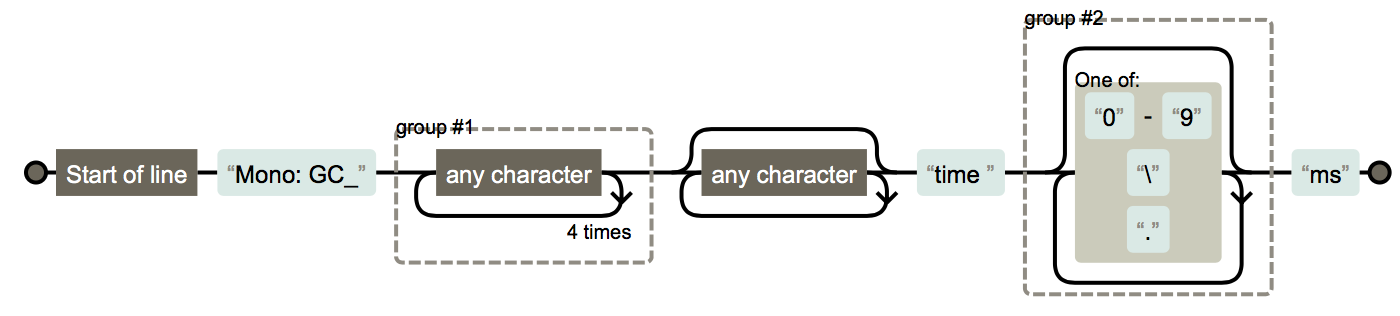 group #2
One of:
“0” - “9”
group #1
Start of line “Mono: GC_” any character any character “time ” “\” “ms”
4 times
“.”